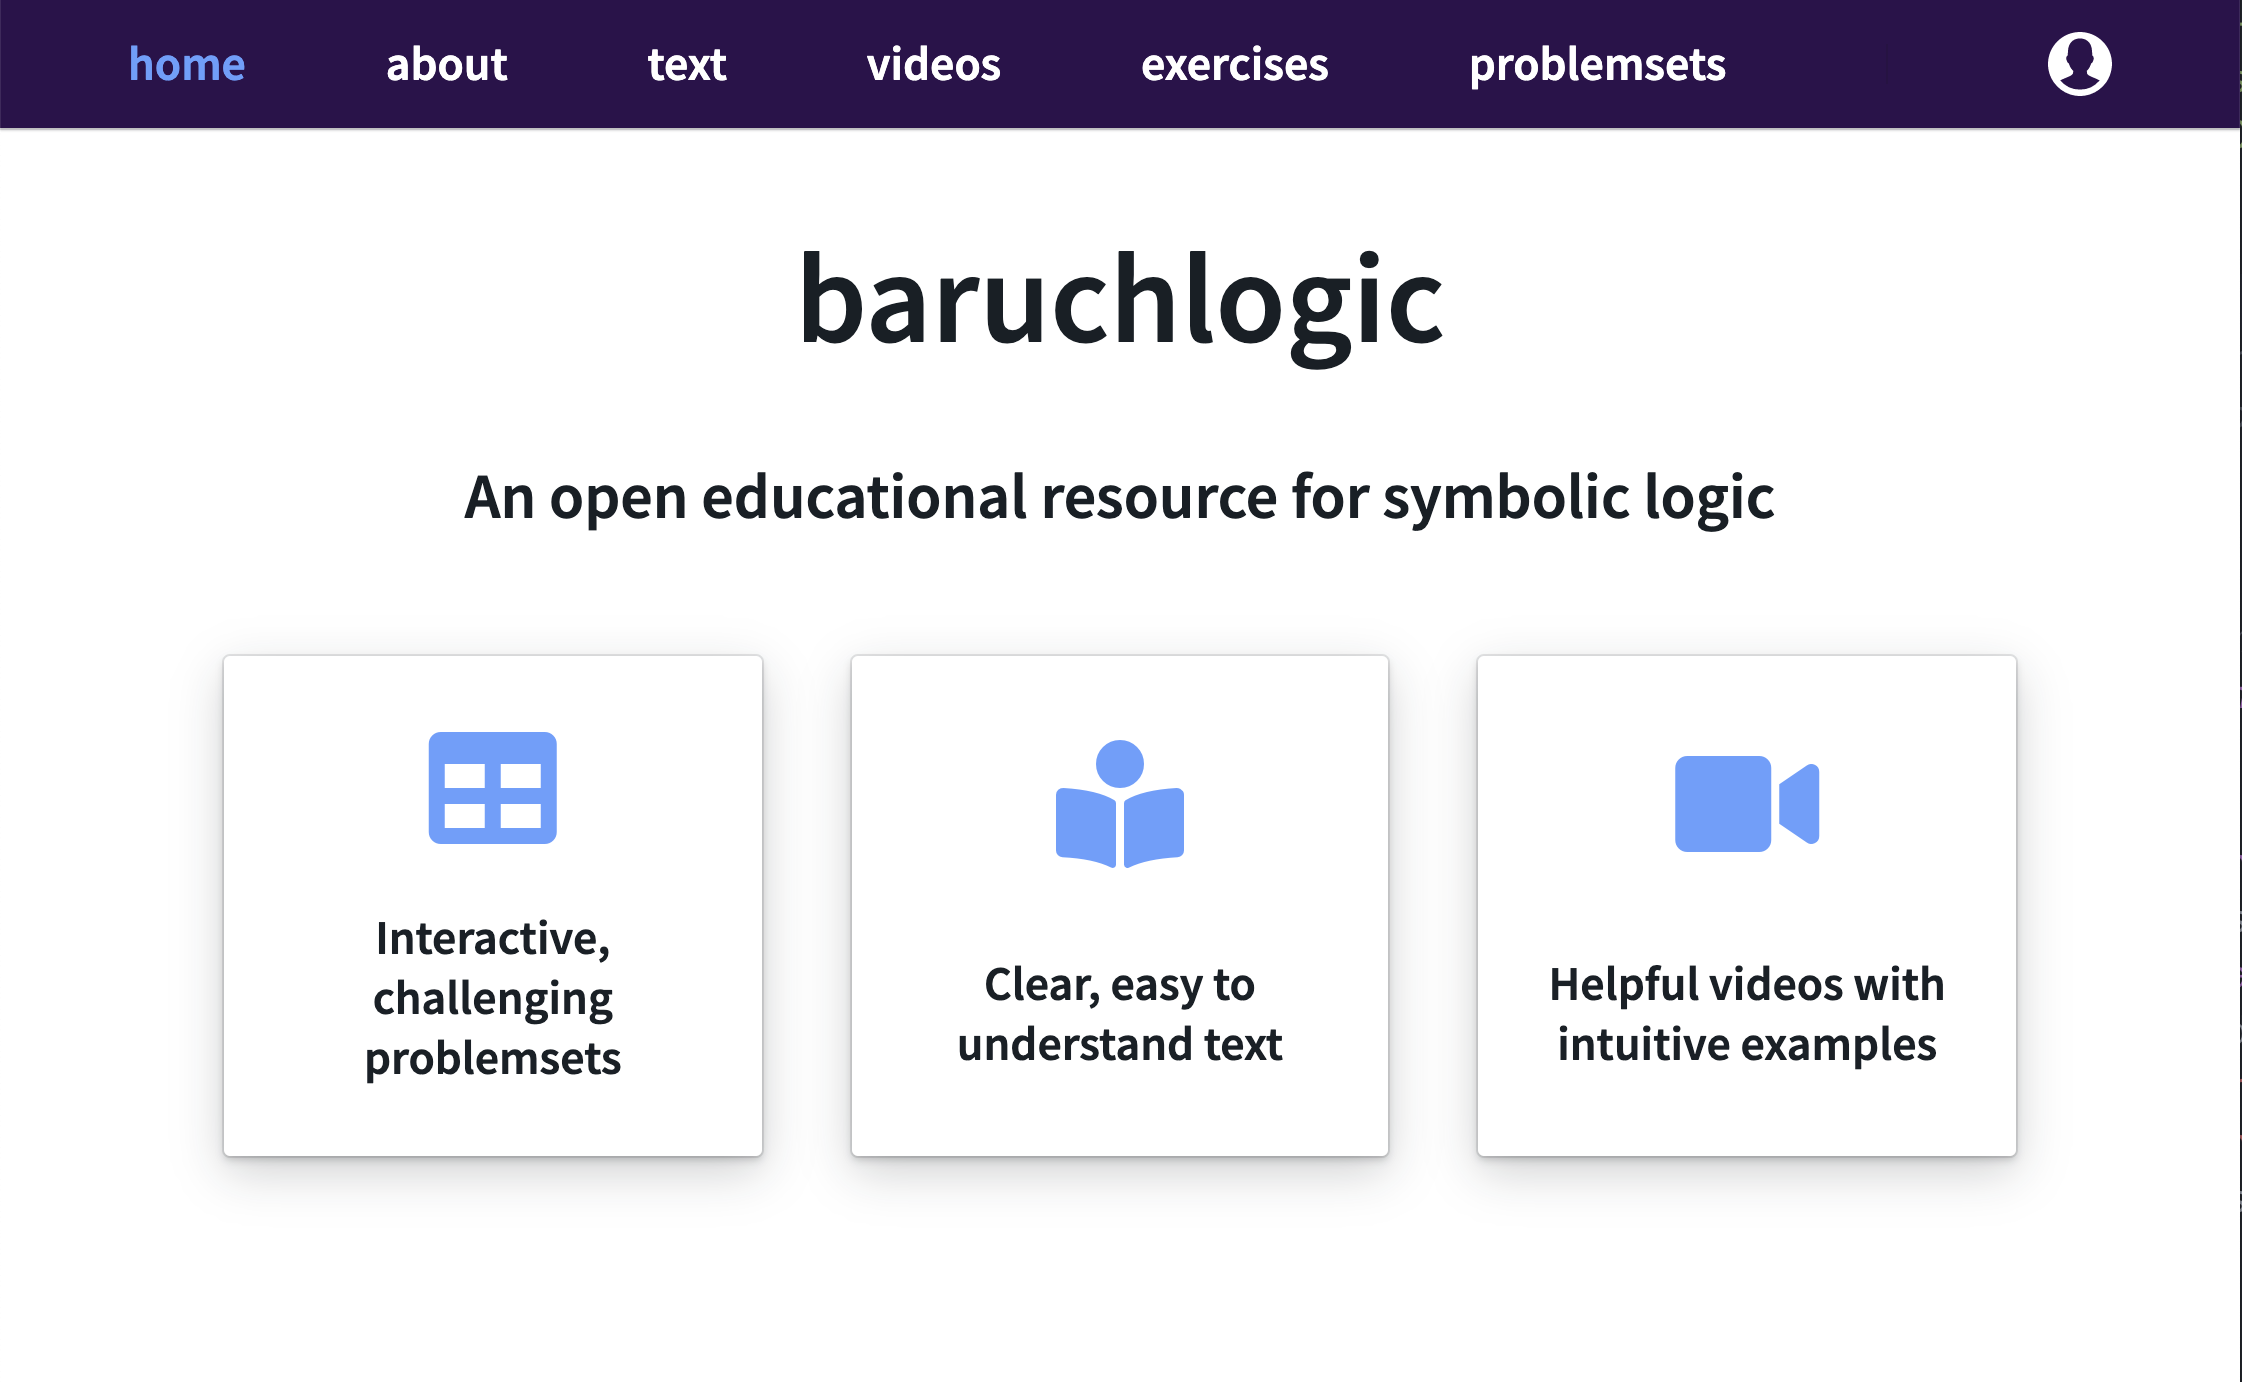 home about text videos exercises problemsets
baruchlogic
An open educational resource for symbolic logic
Interactive,
challenging
problemsets
Clear, easy to
understand text
Helpful videos with
intuitive examples